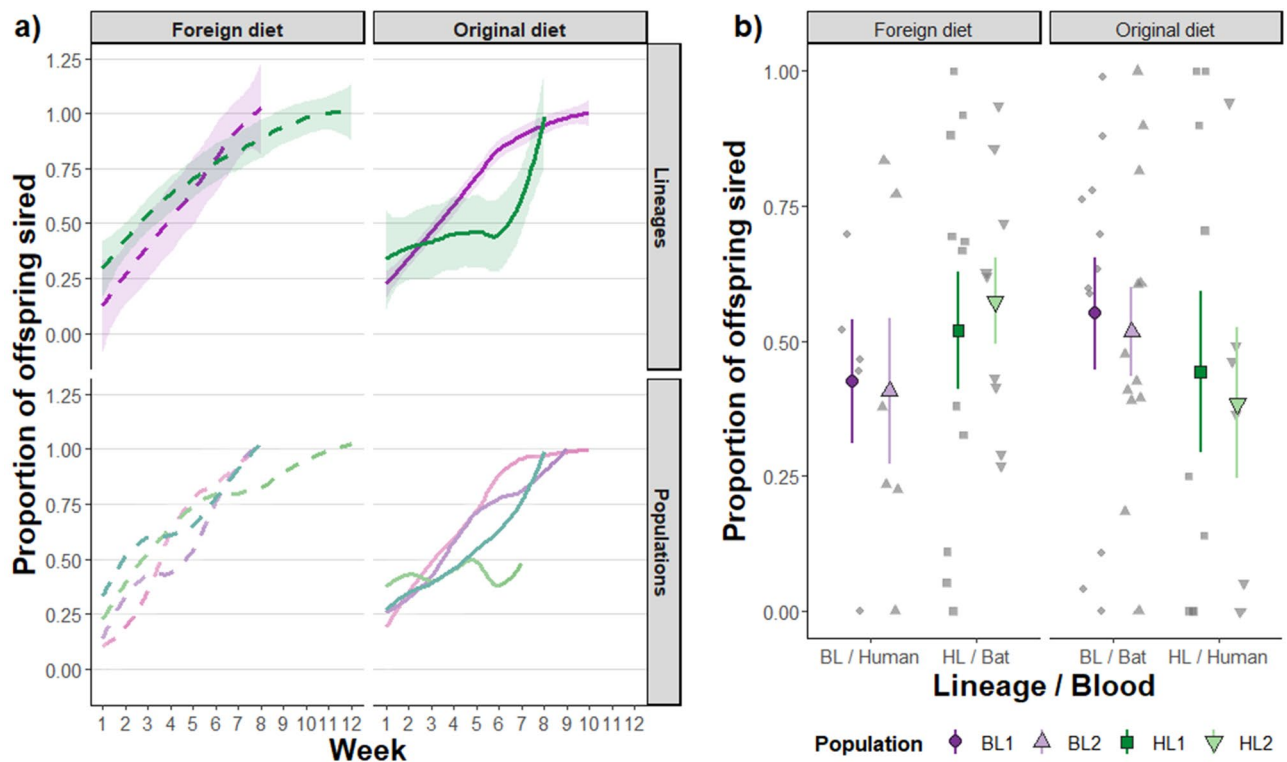 a)
Foreign diet
Original diet
Proportion of offspring sired
1.25
1.00
0.75
0.50
0.25
0.00
Lineages
1.25
1.00
0.75
0.50
0.25
0.00
Populations
1 2 3 4 5 6 7 8 9 10 11 12
1 2 3 4 5 6 7 8 9 10 11 12
Week
b)
Foreign diet
Original diet
Proportion of offspring sired
1.00
0.75
0.50
0.25
0.00
BL / Human
HL / Bat
BL / Bat
HL / Human
Lineage / Blood
Population BL1 BL2 HL1 HL2